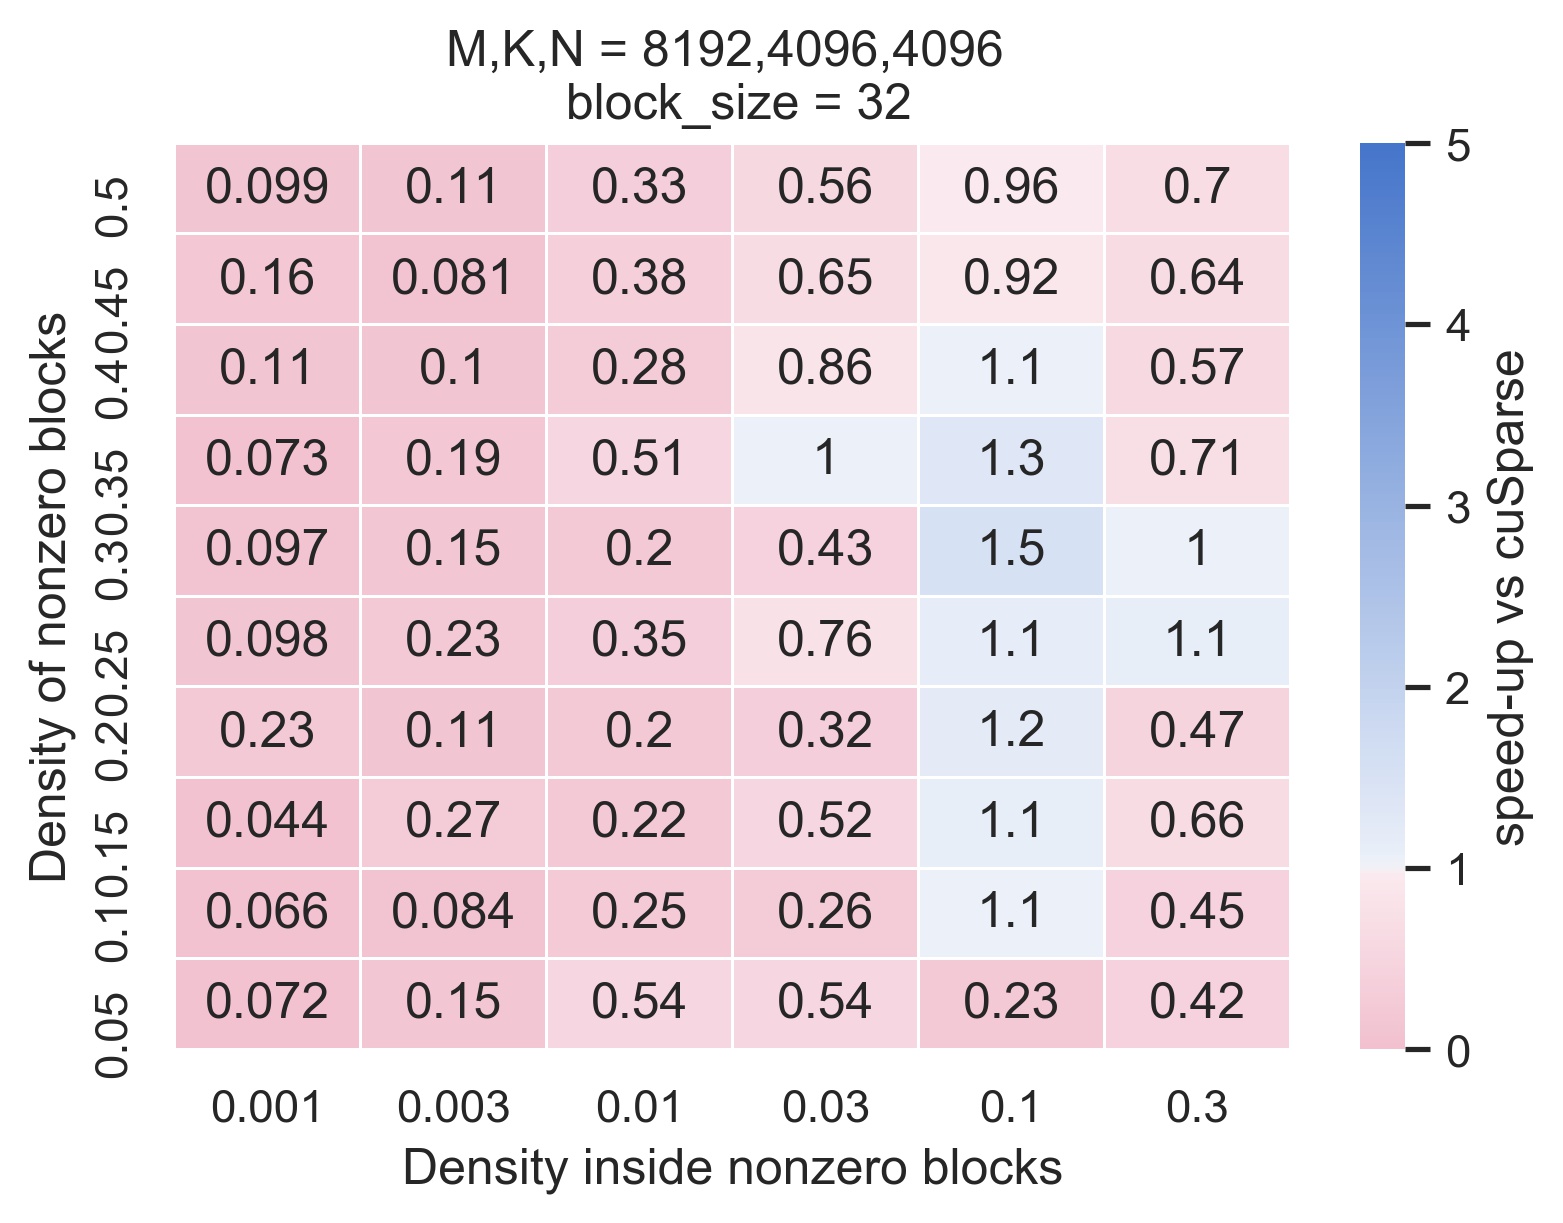 M,K,N = 8192,4096,4096
block_size = 32
Density of nonzero blocks
0.5 0.099 0.11 0.33 0.56 0.96 0.7
0.45 0.16 0.081 0.38 0.65 0.92 0.64
0.4 0.11 0.1 0.28 0.86 1.1 0.57
0.35 0.073 0.19 0.51 1 1.3 0.71
0.3 0.097 0.15 0.2 0.43 1.5 1
0.25 0.098 0.23 0.35 0.76 1.1 1.1
0.2 0.23 0.11 0.2 0.32 1.2 0.47
0.15 0.044 0.27 0.22 0.52 1.1 0.66
0.1 0.066 0.084 0.25 0.26 1.1 0.45
0.05 0.072 0.15 0.54 0.54 0.23 0.42
0.001 0.003 0.01 0.03 0.1 0.3
Density inside nonzero blocks
5
4
3
2
1
0
speed-up vs cuSparse